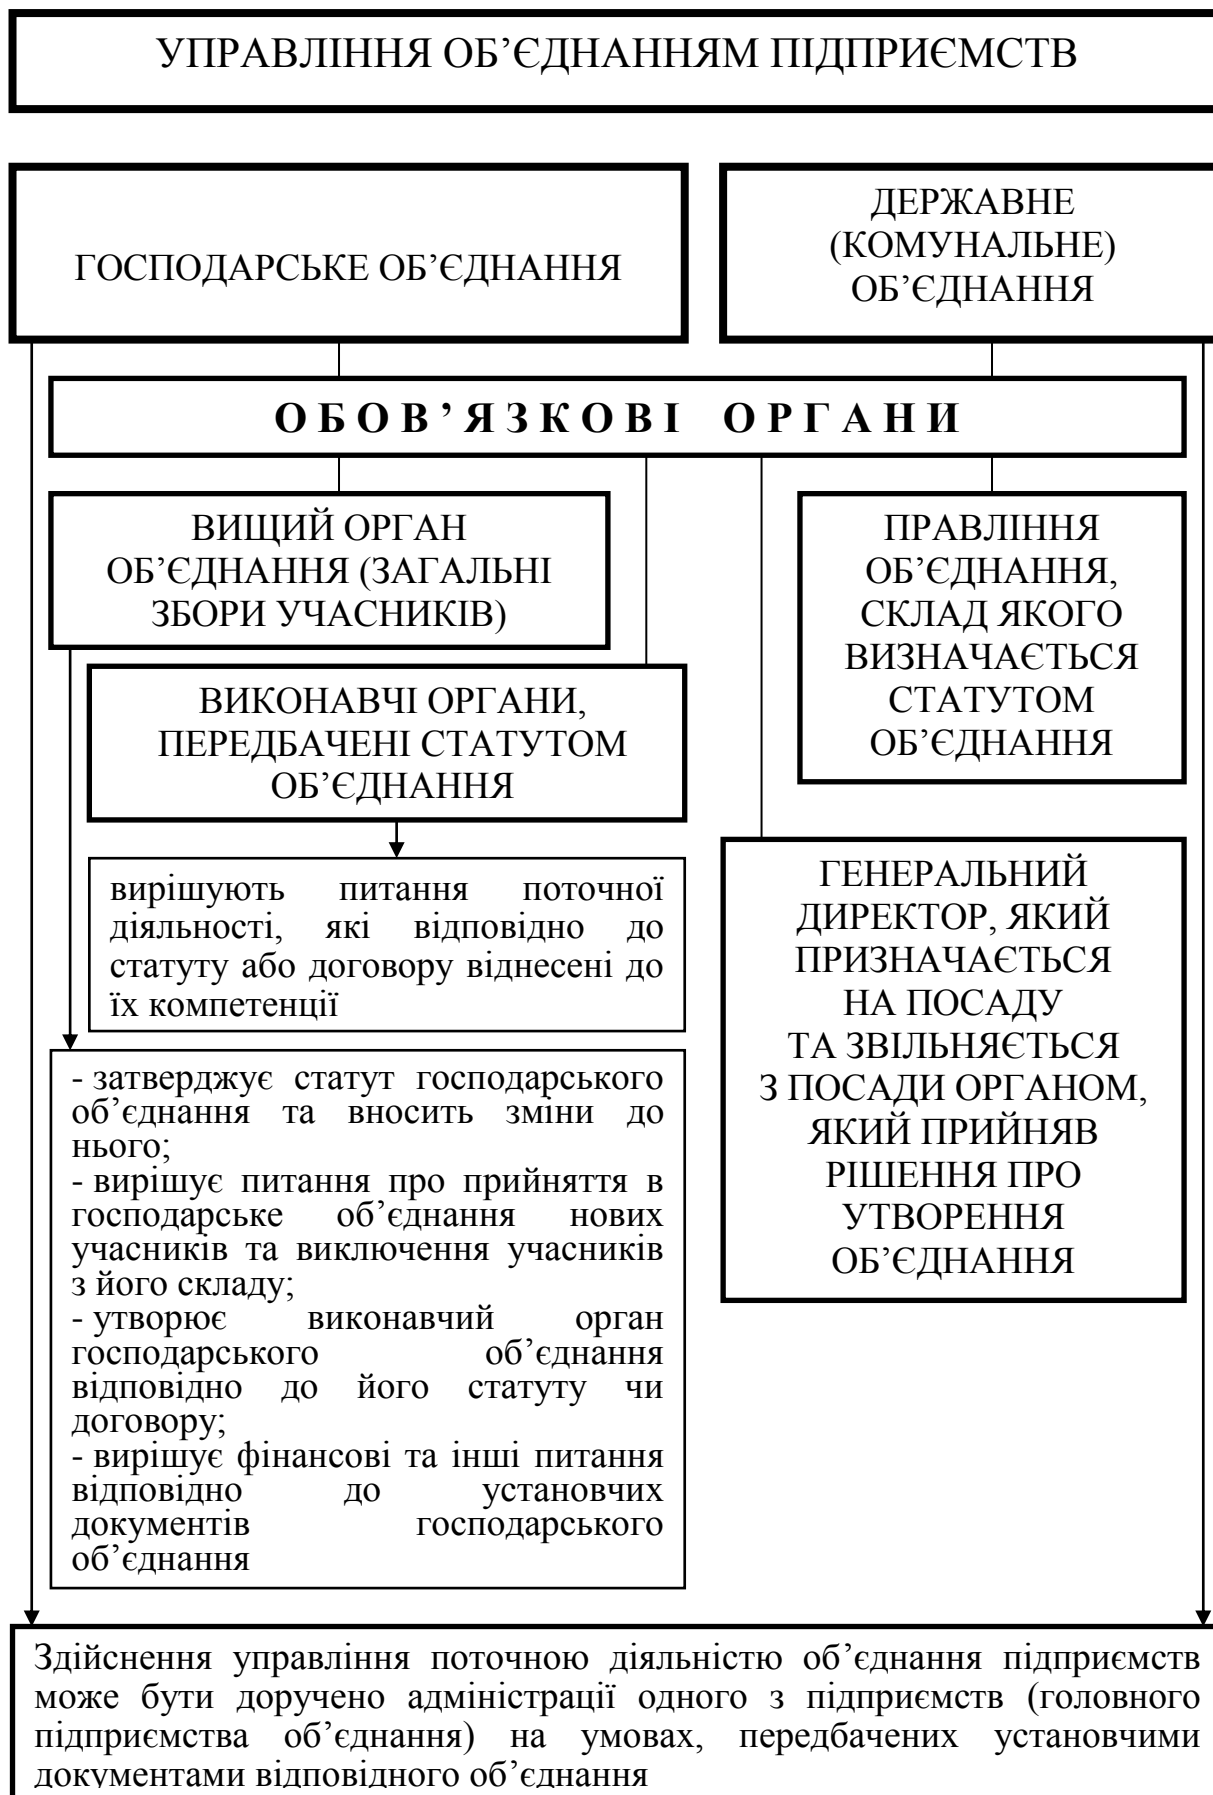 УПРАВЛІННЯ ОБ’ЄДНАННЯМ ПІДПРИЄМСТВ
ГОСПОДАРСЬКЕ ОБ’ЄДНАННЯ
ДЕРЖАВНЕ
(КОМУНАЛЬНЕ)
ОБ’ЄДНАННЯ
О Б О В ’ Я З К О В І О Р Г А Н И
ВИЩИЙ ОРГАН
ОБ’ЄДНАННЯ (ЗАГАЛЬНІ
ЗБОРИ УЧАСНИКІВ)
ВИКОНАВЧІ ОРГАНИ,
ПЕРЕДБАЧЕНІ СТАТУТОМ
ОБ’ЄДНАННЯ
вирішують питання поточної
діяльності, які відповідно до
статуту або договору віднесені до
їх компетенції
- затверджує статут господарського
об’єднання та вносить зміни до
нього;
- вирішує питання про прийняття в
господарське об’єднання нових
учасників та виключення учасників
з його складу;
- утворює виконавчий орган
господарського об’єднання
відповідно до його статуту чи
договору;
- вирішує фінансові та інші питання
відповідно до установчих
документів господарського
об’єднання
ПРАВЛІННЯ
ОБ’ЄДНАННЯ,
СКЛАД ЯКОГО
ВИЗНАЧАЄТЬСЯ
СТАТУТОМ
ОБ’ЄДНАННЯ
ГЕНЕРАЛЬНИЙ
ДИРЕКТОР, ЯКИЙ
ПРИЗНАЧАЄТЬСЯ
НА ПОСАДУ
ТА ЗВІЛЬНЯЄТЬСЯ
З ПОСАДИ ОРГАНОМ,
ЯКИЙ ПРИЙНЯВ
РІШЕННЯ ПРО
УТВОРЕННЯ
ОБ’ЄДНАННЯ
Здійснення управління поточною діяльністю об’єднання підприємств
може бути доручено адміністрації одного з підприємств (головного
підприємства об’єднання) на умовах, передбачених установчими
документами відповідного об’єднання